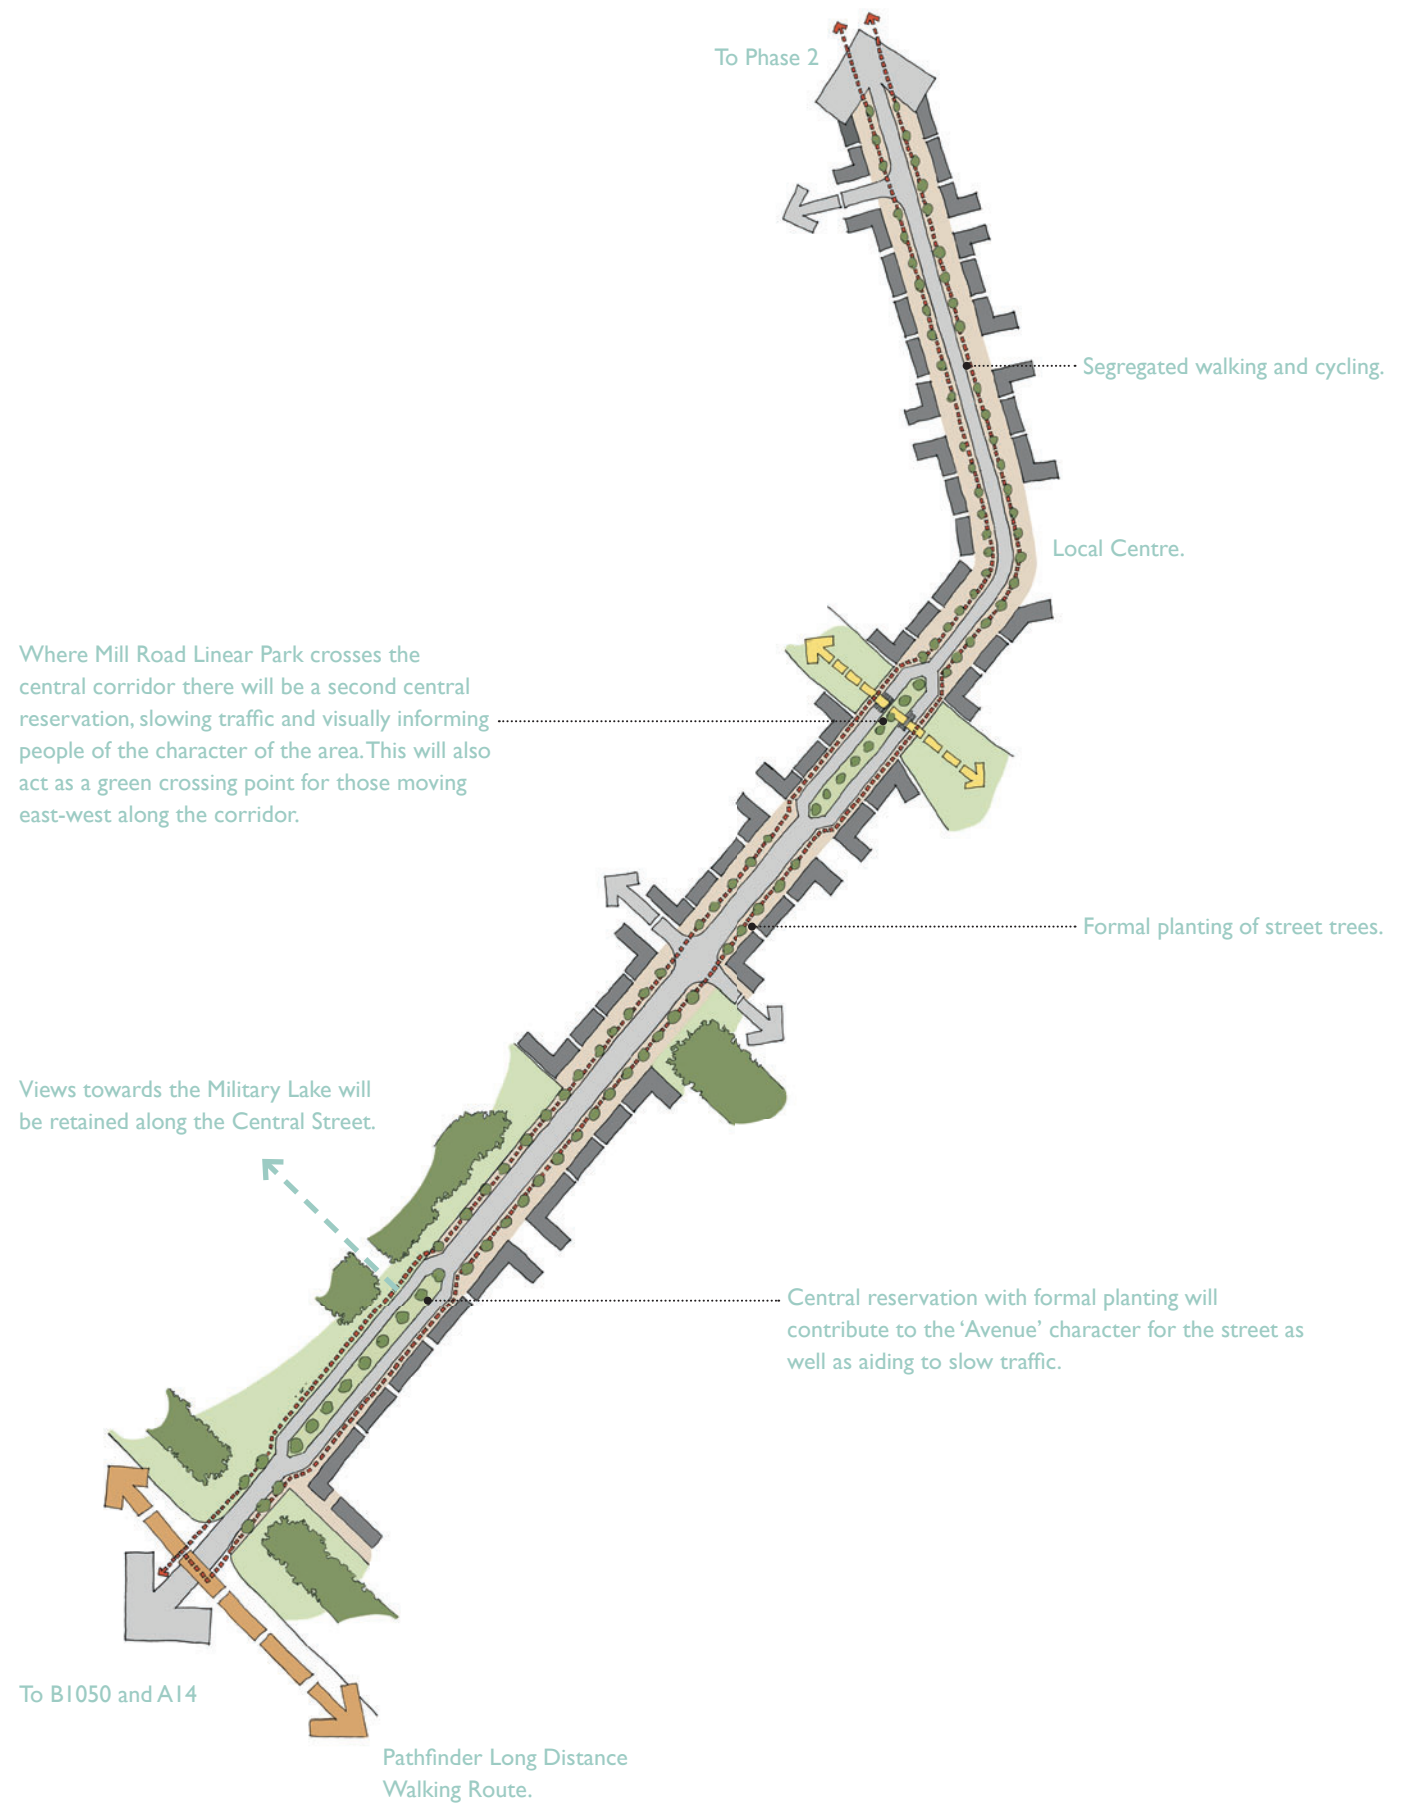 To Phase 2
Segregated walking and cycling.
Local Centre.
Where Mill Road Linear Park crosses the
central corridor there will be a second central
reservation, slowing traffic and visually informing
people of the character of the area. This will also
act as a green crossing point for those moving
east-west along the corridor.
Formal planting of street trees.
Views towards the Military Lake will
be retained along the Central Street.
Central reservation with formal planting will
contribute to the ‘Avenue’ character for the street as
well as aiding to slow traffic.
To B1050 and A14
Pathfinder Long Distance
Walking Route.